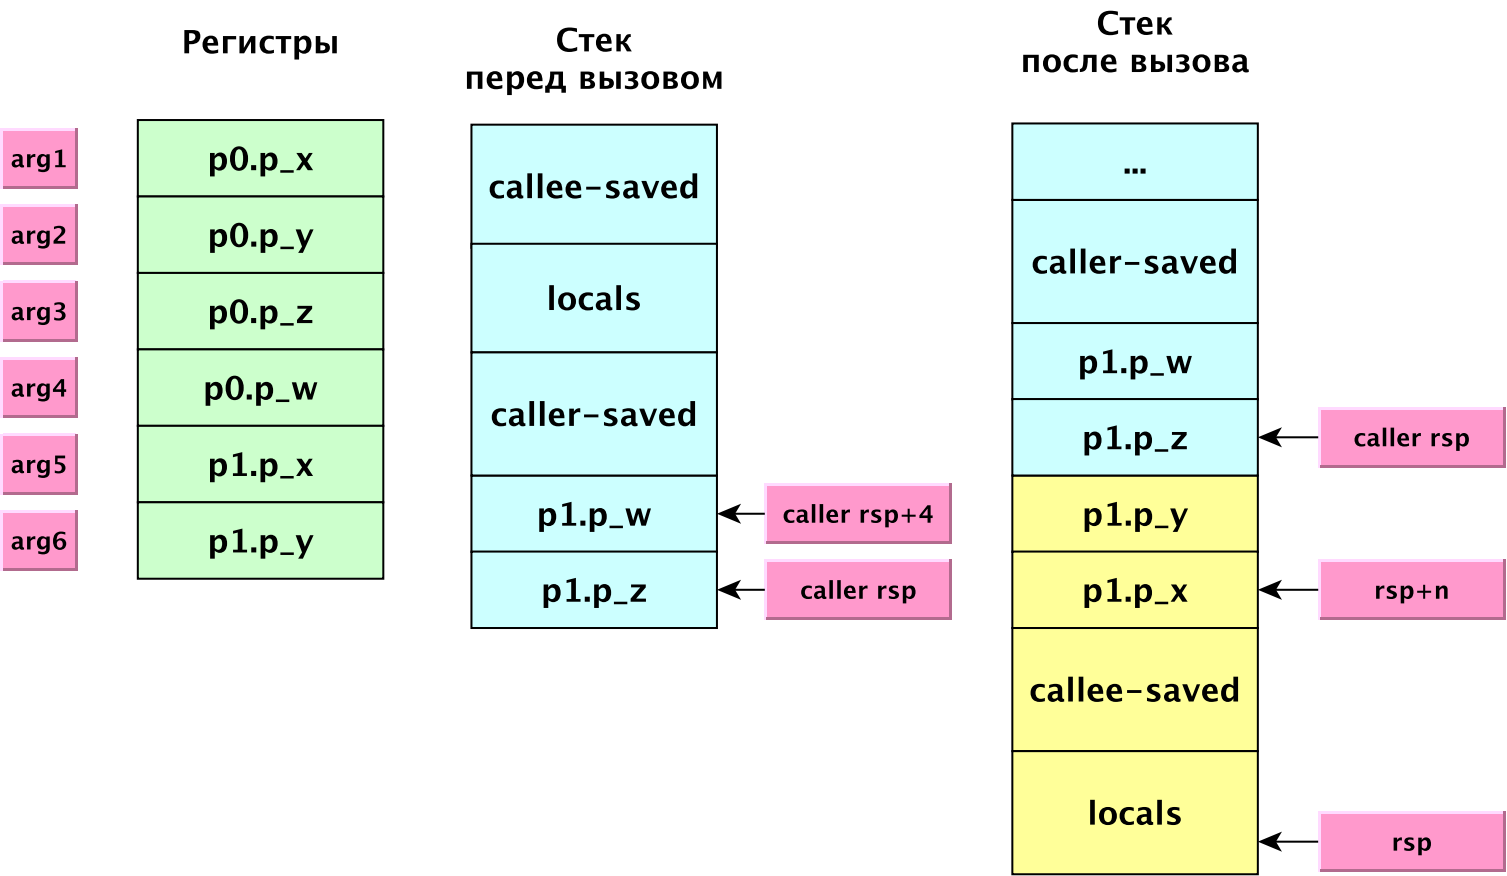 Регистры
arg1
p0.p_x
arg2
p0.p_y
arg3
p0.p_z
arg4
p0.p_w
arg5
p1.p_x
arg6
p1.p_y
Стек
перед вызовом
callee-saved
locals
caller-saved
p1.p_w
caller rsp+4
p1.p_z
caller rsp
Стек
после вызова
...
caller-saved
p1.p_w
p1.p_z
caller rsp
p1.p_y
p1.p_x
rsp+n
callee-saved
locals
rsp